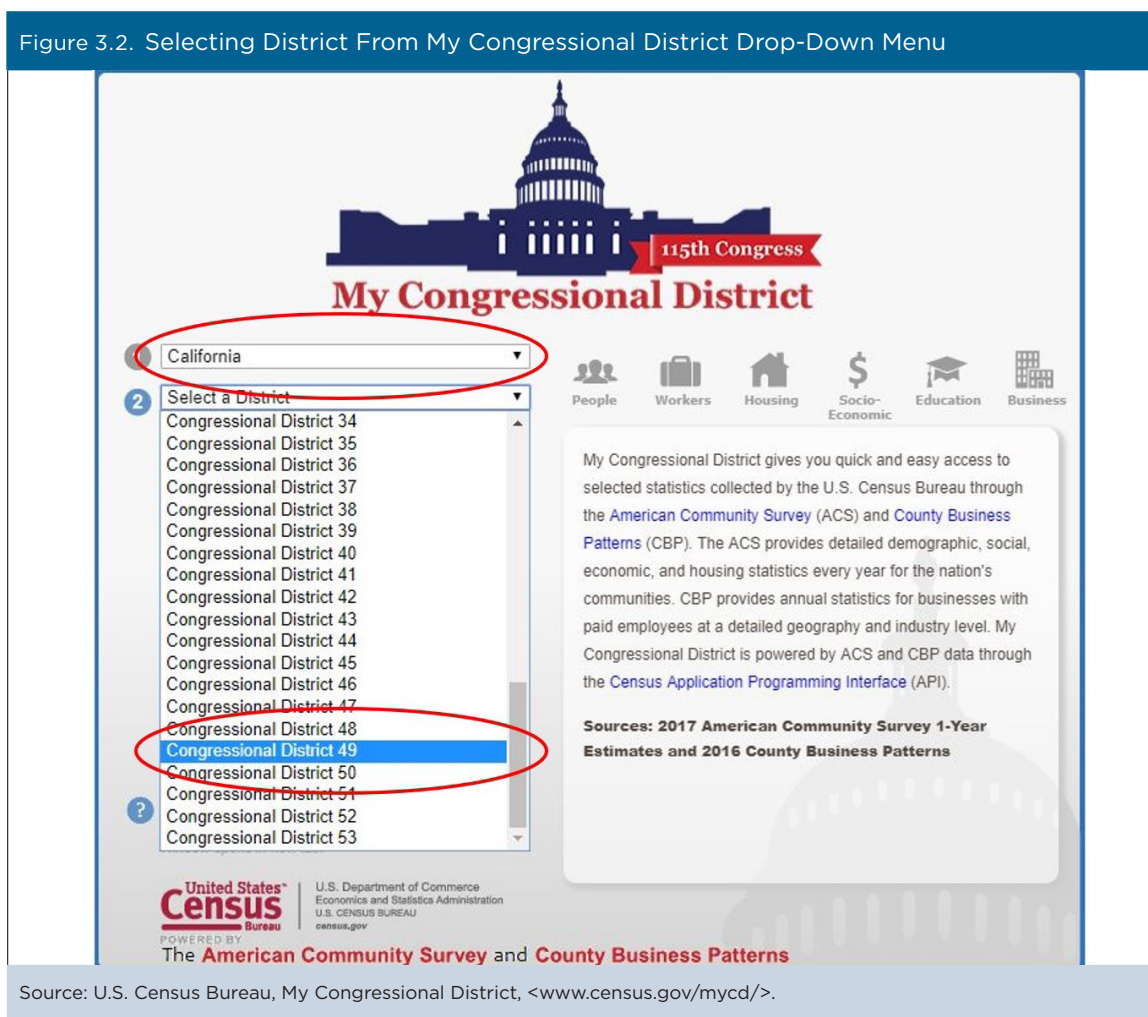 Figure 3.2. Selecting District From My Congressional District Drop-Down Menu
115th Congress
My Congressional District
California
2
Select a District
Congressional District 34
Congressional District 35
Congressional District 36
Congressional District 37
Congressional District 38
Congressional District 39
Congressional District 40
Congressional District 41
Congressional District 42
Congressional District 43
Congressional District 44
Congressional District 45
Congressional District 46
Congressional District 47
Congressional District 48
Congressional District 49
Congressional District 50
Congressional District 51
Congressional District 52
Congressional District 53
?
People
Workers
Housing
Socio-
Economic
Education
Business
My Congressional District gives you quick and easy access to
selected statistics collected by the U.S. Census Bureau through
the American Community Survey (ACS) and County Business
Patterns (CBP). The ACS provides detailed demographic, social,
economic, and housing statistics every year for the nation's
communities. CBP provides annual statistics for businesses with
paid employees at a detailed geography and industry level. My
Congressional District is powered by ACS and CBP data through
the Census Application Programming Interface (API).
Sources: 2017 American Community Survey 1-Year
Estimates and 2016 County Business Patterns
United States™
Census
Bureau
U.S. Department of Commerce
Economics and Statistics Administration
U.S. CENSUS BUREAU
census.gov
POWERED BY
The American Community Survey and County Business Patterns
Source: U.S. Census Bureau, My Congressional District, <www.census.gov/mycd/>.